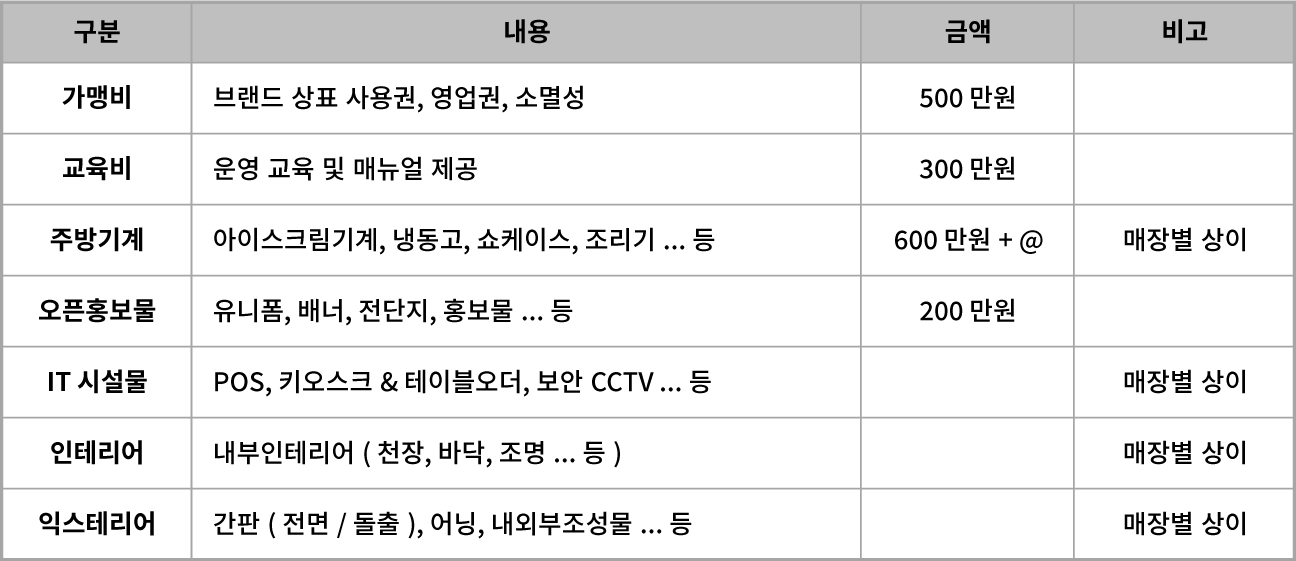 구분 내용 금액 비고
가맹비 브랜드 상표 사용권, 영업권, 소멸성 500 만원
교육비 운영 교육 및 매뉴얼 제공 300 만원
주방기계 아이스크림기계, 냉동고, 쇼케이스, 조리기 ... 등 600 만원 + @ 매장별 상이
오픈홍보물 유니폼, 배너, 전단지, 홍보물 ... 등 200 만원
IT 시설물 POS, 키오스크 & 테이블오더, 보안 CCTV ... 등 매장별 상이
인테리어 내부인테리어 ( 천장, 바닥, 조명 ... 등 ) 매장별 상이
익스테리어 간판 ( 전면 / 돌출 ), 어닝, 내외부조성물 ... 등 매장별 상이